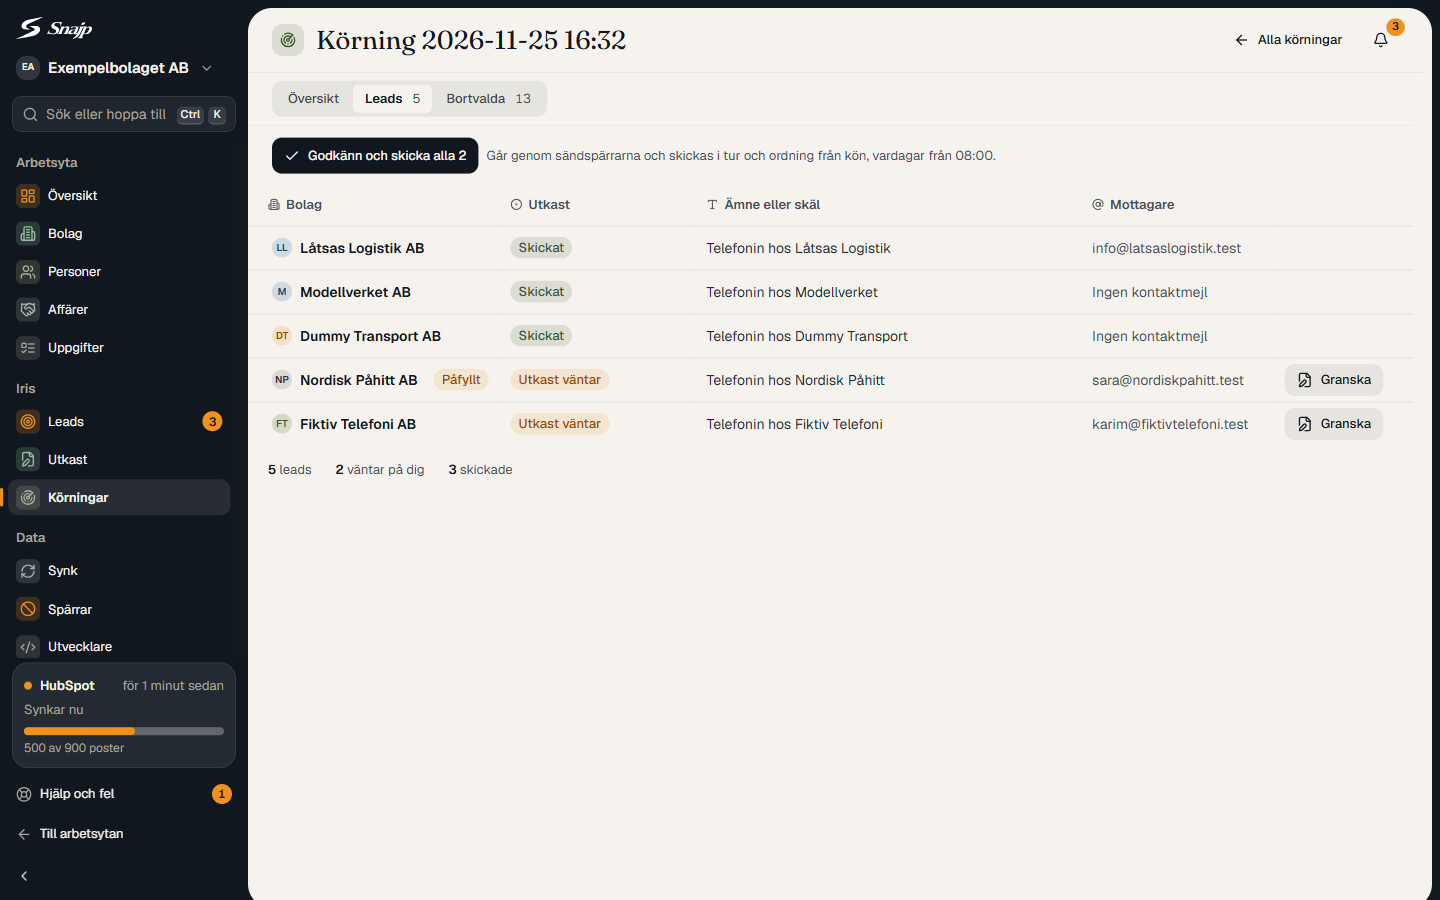 Snajp
EA Exempelbolaget AB
Sök eller hoppa till Ctrl K
Arbetsyta
Översikt
Bolag
Personer
Affärer
Uppgifter
Iris
Leads 3
Utkast
Körningar
Data
Synk
Spärrar
Utvecklare
HubSpot för 1 minut sedan
Synkar nu
500 av 900 poster
Hjälp och fel 1
Till arbetsytan
Körning 2026-11-25 16:32
Alla körningar 3
Översikt Leads 5 Bortvalda 13
Godkänn och skicka alla 2 Går genom sändspärrarna och skickas i tur och ordning från kön, vardagar från 08:00.
Bolag Utkast Ämne eller skäl Mottagare
LL Låtsas Logistik AB Skickat Telefonin hos Låtsas Logistik info@latsaslogistik.test
M Modellverket AB Skickat Telefonin hos Modellverket Ingen kontaktmejl
DT Dummy Transport AB Skickat Telefonin hos Dummy Transport Ingen kontaktmejl
NP Nordisk Påhitt AB Påfyllt Utkast väntar Telefonin hos Nordisk Påhitt sara@nordiskpahitt.test Granska
FT Fiktiv Telefoni AB Utkast väntar Telefonin hos Fiktiv Telefoni karim@fiktivtelefoni.test Granska
5 leads 2 väntar på dig 3 skickade